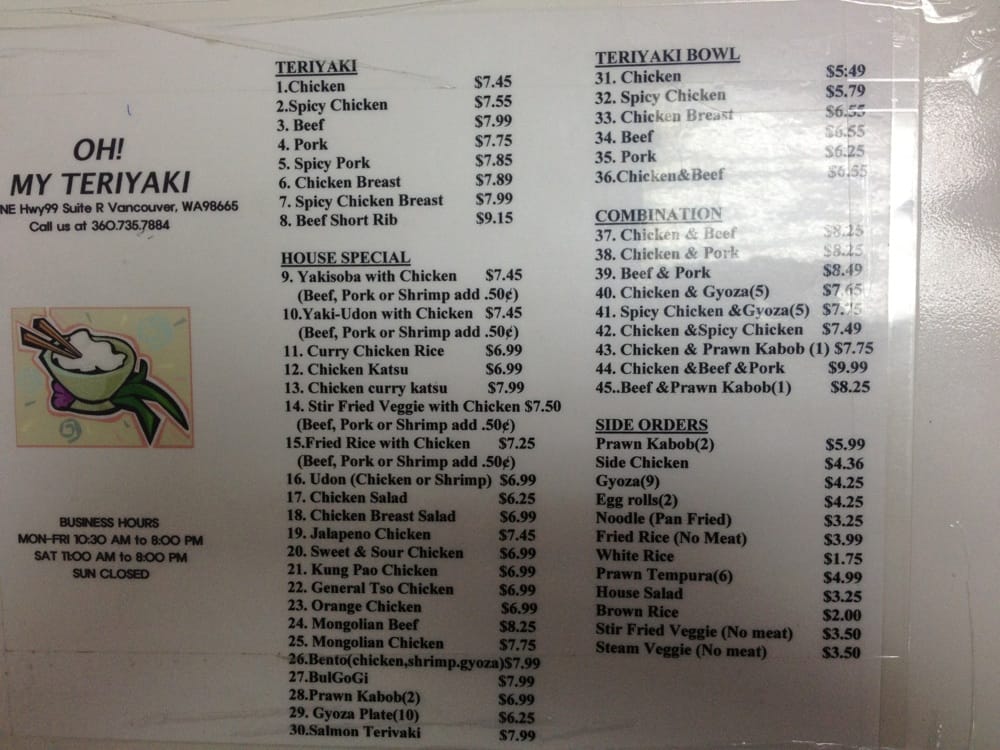 OH!
MY TERIYAKI
NE Hwy99 Suite R Vancouver, WA98665
Call us at 360.735.7884
BUSINESS HOURS
MON-FRI 10:30 AM to 8:00 PM
SAT 11:00 AM to 8:00 PM
SUN CLOSED
TERIYAKI
1.Chicken $7.45
2.Spicy Chicken $7.55
3. Beef $7.99
4. Pork $7.75
5. Spicy Pork $7.85
6. Chicken Breast $7.89
7. Spicy Chicken Breast $7.99
8. Beef Short Rib $9.15
HOUSE SPECIAL
9. Yakisoba with Chicken $7.45
(Beef, Pork or Shrimp add .50¢)
10.Yaki-Udon with Chicken $7.45
(Beef, Pork or Shrimp add .50¢)
11. Curry Chicken Rice $6.99
12. Chicken Katsu $6.99
13. Chicken curry katsu $7.99
14. Stir Fried Veggie with Chicken $7.50
(Beef, Pork or Shrimp add .50¢)
15.Fried Rice with Chicken $7.25
(Beef, Pork or Shrimp add .50¢)
16. Udon (Chicken or Shrimp) $6.99
17. Chicken Salad $6.25
18. Chicken Breast Salad $6.99
19. Jalapeno Chicken $7.45
20. Sweet & Sour Chicken $6.99
21. Kung Pao Chicken $6.99
22. General Tso Chicken $6.99
23. Orange Chicken $6.99
24. Mongolian Beef $8.25
25. Mongolian Chicken $7.75
26.Bento(chicken,shrimp.gyoza)$7.99
27.BulGoGi $7.99
28.Prawn Kabob(2) $6.99
29. Gyoza Plate(10) $6.25
30.Salmon Teriyaki $7.99
TERIYAKI BOWL
31. Chicken $5:49
32. Spicy Chicken $5.79
33. Chicken Breast $6.55
34. Beef $6.55
35. Pork $6.25
36.Chicken&Beef $6.55
COMBINATION
37. Chicken & Beef $8.25
38. Chicken & Pork $8.25
39. Beef & Pork $8.49
40. Chicken & Gyoza(5) $7.65
41. Spicy Chicken &Gyoza(5)
42. Chicken &Spicy Chicken $7.49
43. Chicken & Prawn Kabob (1) $7.75
44. Chicken &Beef &Pork $9.99
45..Beef &Prawn Kabob(1) $8.25
SIDE ORDERS
Prawn Kabob(2) $5.99
Side Chicken $4.36
Gyoza(9) $4.25
Egg rolls(2) $4.25
Noodle (Pan Fried) $3.25
Fried Rice (No Meat) $3.99
White Rice $1.75
Prawn Tempura(6) $4.99
House Salad $3.25
Brown Rice $2.00
Stir Fried Veggie (No meat) $3.50
Steam Veggie (No meat) $3.50